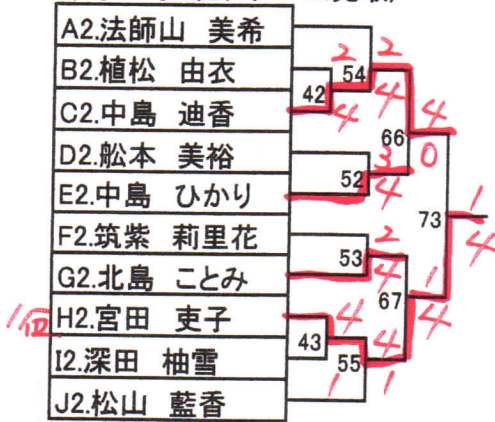 A2.法師山 美希
B2.植松 由衣
C2.中島 迪香
D2.舩本 美裕
E2.中島 ひかり
F2.筑紫 莉里花
G2.北島 ことみ
1位 H2.宮田 吏子
I2.深田 柚雪
J2.松山 藍香
2 2
54
42 4 4
4
66 0
3
52 4
1
73
4
2
53 4
1
67 4
4 4
43
55
1 1